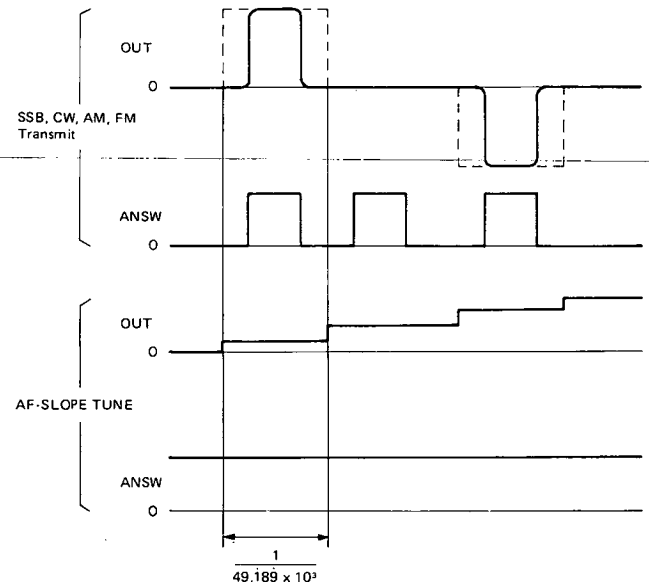 OUT
0
SSB, CW, AM, FM
Transmit
ANSW
0
OUT
0
AF-SLOPE TUNE
ANSW
0
1
49.189 x 10³